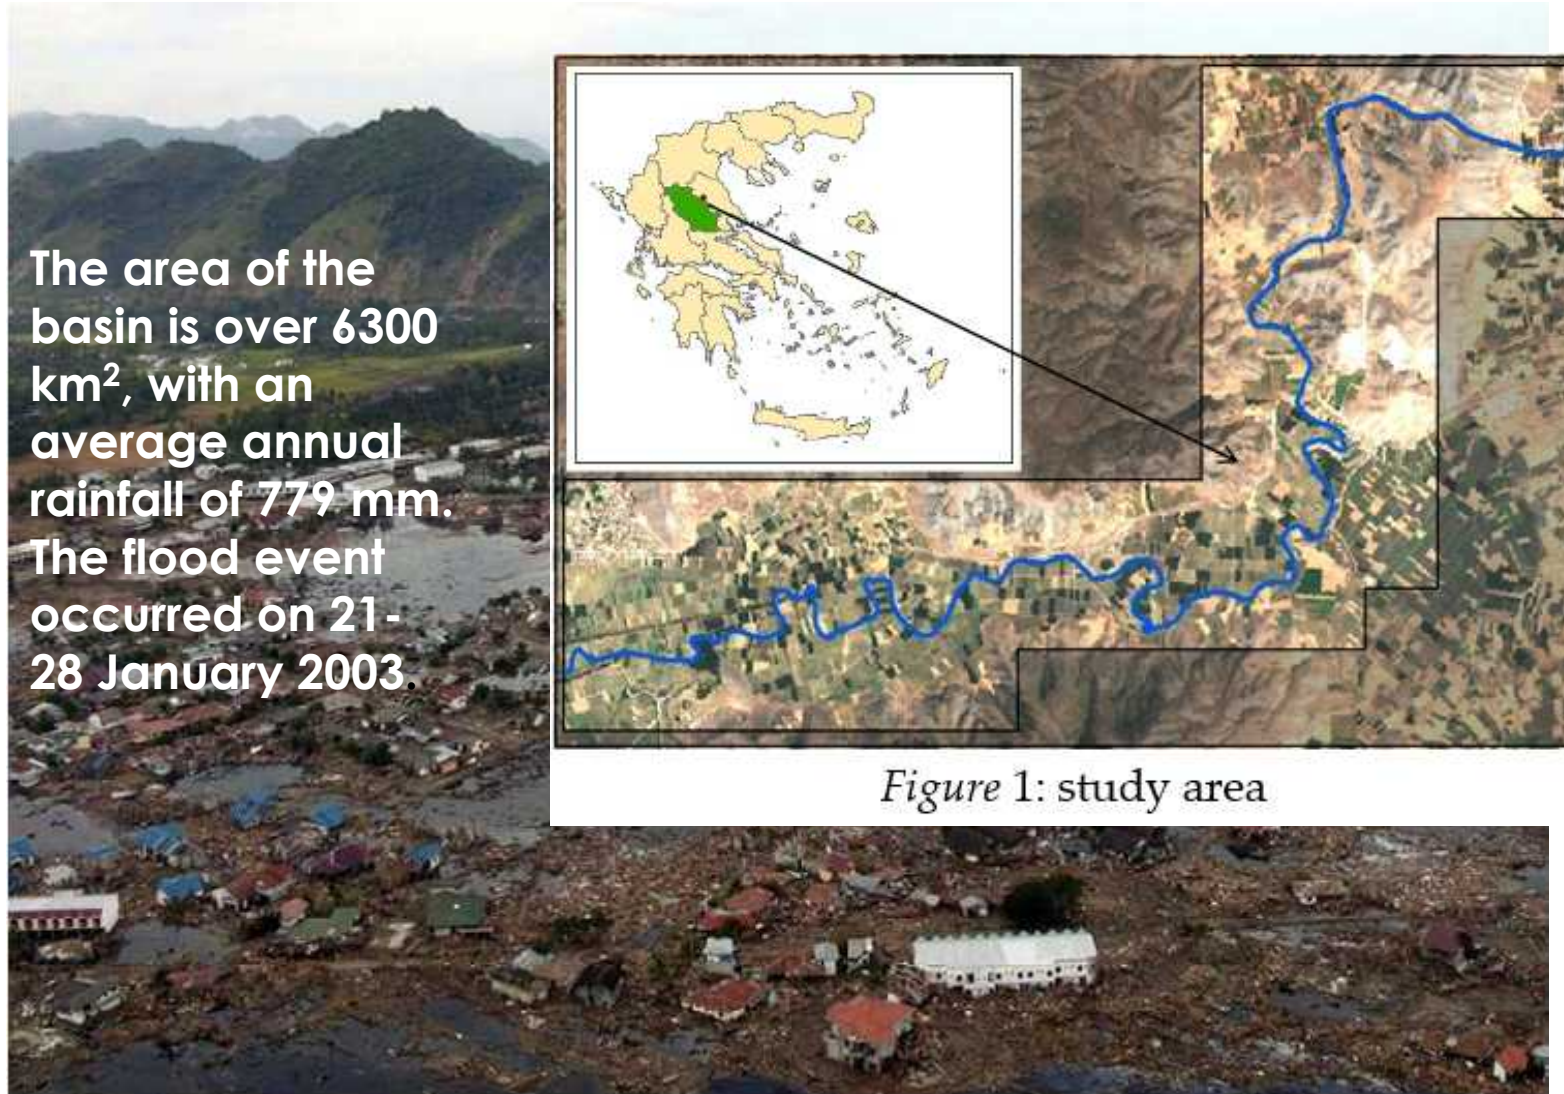 The area of the
basin is over 6300
km², with an
average annual
rainfall of 779 mm.
The flood event
occurred on 21-
28 January 2003.
Figure 1: study area